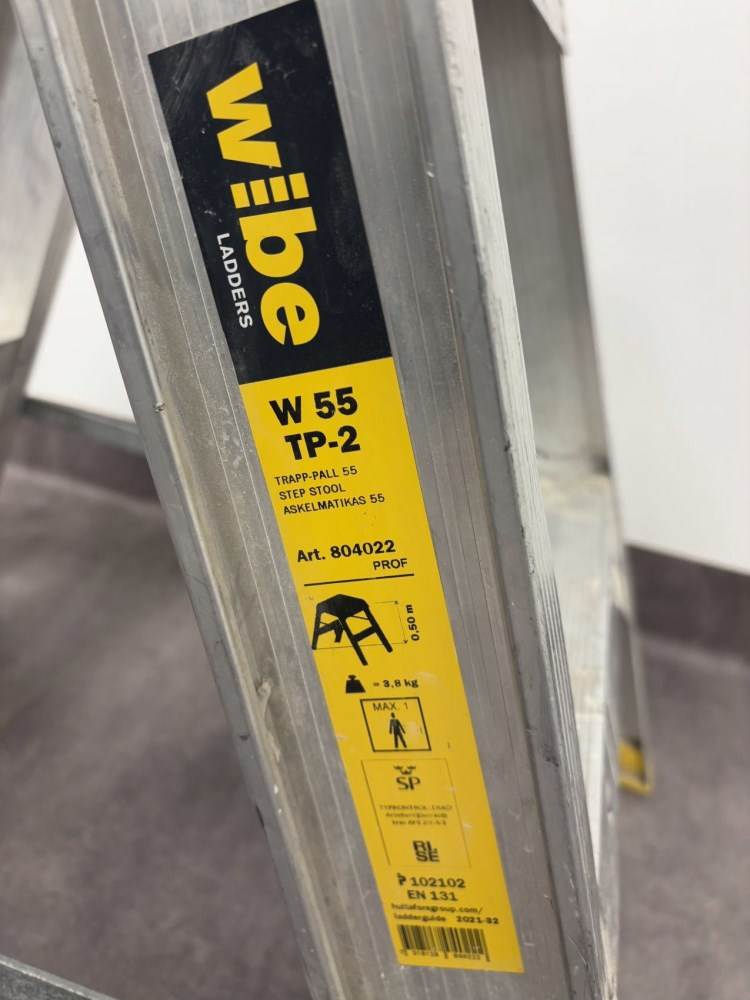 wibe
LADDERS
W 55
TP-2
TRAPP-PALL 55
STEP STOOL
ASKELMATIKAS 55
Art. 804022
PROF
0,50 m
= 3,8 kg
MAX. 1
SP
RI.
SE
102102
EN 131
hultaforsgroup.com/
ladderguide 2021-32